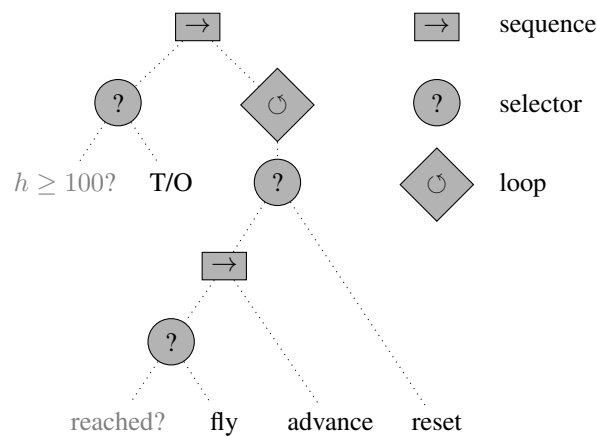 → → sequence
? ↺ ? selector
h ≥ 100? T/O ? ↺ loop
→
?
reached? fly advance reset